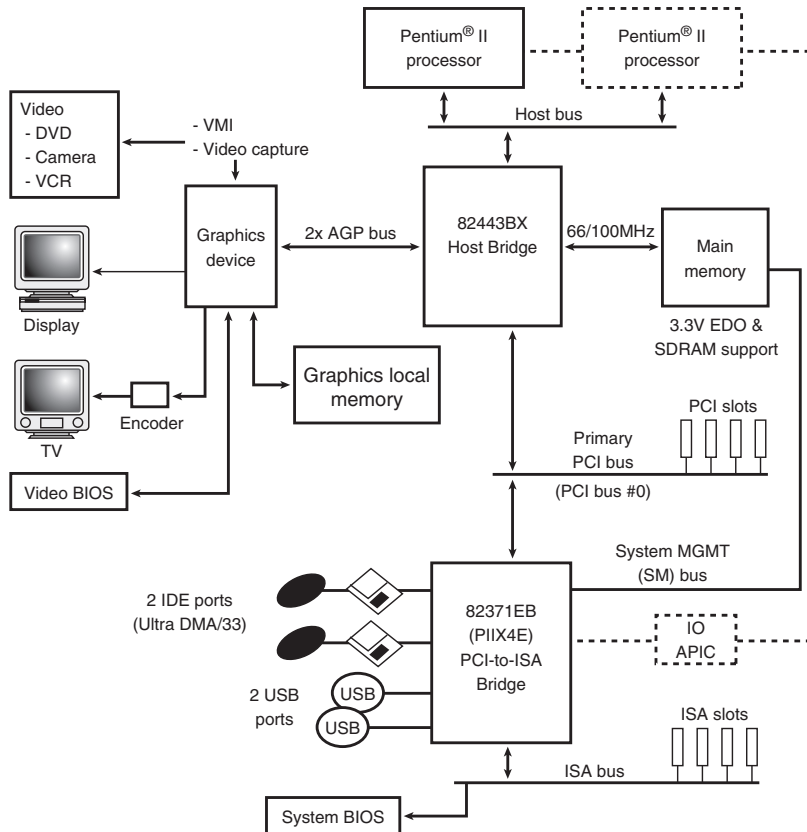 Pentium® II
processor
Pentium® II
processor
Host bus
Video
- DVD
- Camera
- VCR
- VMI
- Video capture
Graphics
device
2x AGP bus
82443BX
Host Bridge
66/100MHz
Main
memory
3.3V EDO &
SDRAM support
Display
Graphics local
memory
Encoder
TV
Video BIOS
PCI slots
Primary
PCI bus
(PCI bus #0)
System MGMT
(SM) bus
2 IDE ports
(Ultra DMA/33)
82371EB
(PIIX4E)
PCI-to-ISA
Bridge
IO
APIC
2 USB
ports
USB
USB
ISA slots
ISA bus
System BIOS